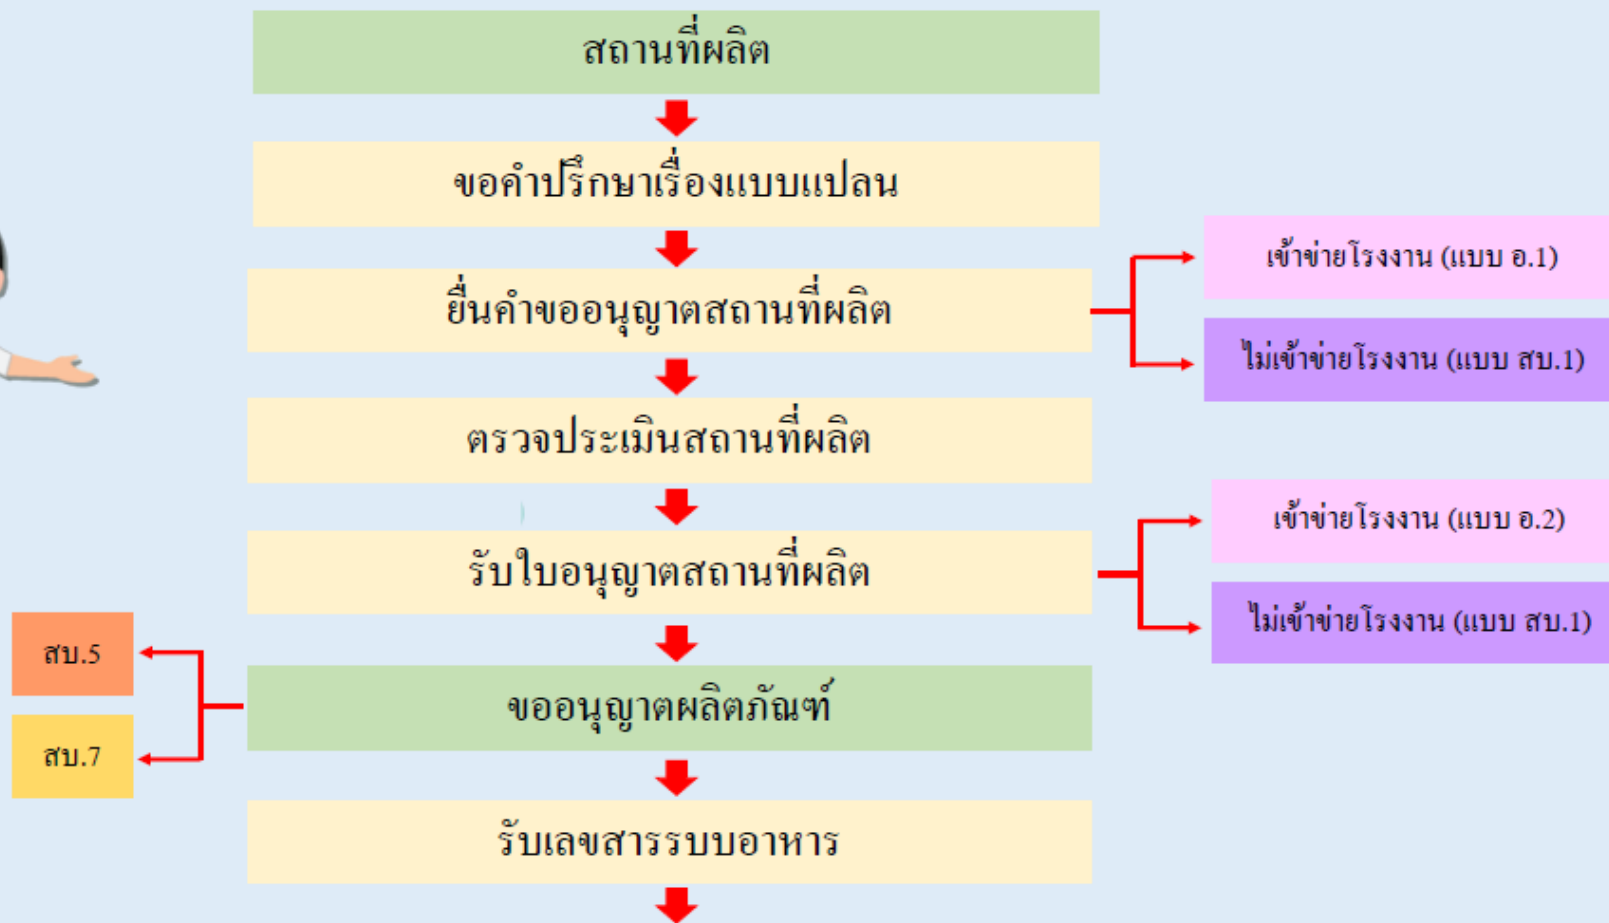 สถานที่ผลิต
ขอคำปรึกษาเรื่องแบบแปลน
ยื่นคำขออนุญาตสถานที่ผลิต
เข้าข่ายโรงงาน (แบบ อ.1)
ไม่เข้าข่ายโรงงาน (แบบ สบ.1)
ตรวจประเมินสถานที่ผลิต
รับใบอนุญาตสถานที่ผลิต
เข้าข่ายโรงงาน (แบบ อ.2)
ไม่เข้าข่ายโรงงาน (แบบ สบ.1)
ขออนุญาตผลิตภัณฑ์
สบ.5
สบ.7
รับเลขสารรบบอาหาร